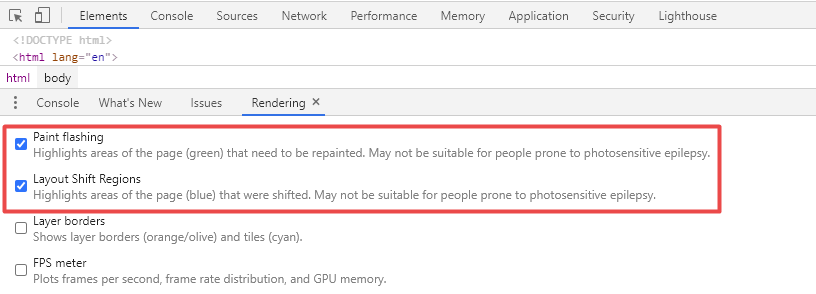 Elements Console Sources Network Performance Memory Application Security Lighthouse
<!DOCTYPE html>
<html lang="en">
html body
Console What's New Issues Rendering ×
Paint flashing
Highlights areas of the page (green) that need to be repainted. May not be suitable for people prone to photosensitive epilepsy.
Layout Shift Regions
Highlights areas of the page (blue) that were shifted. May not be suitable for people prone to photosensitive epilepsy.
Layer borders
Shows layer borders (orange/olive) and tiles (cyan).
FPS meter
Plots frames per second, frame rate distribution, and GPU memory.